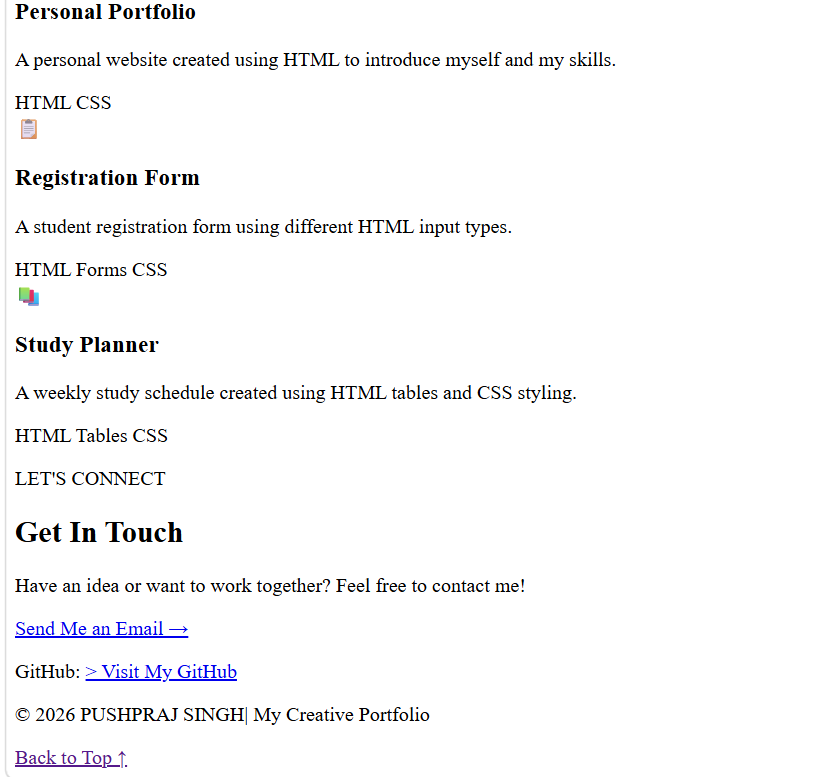 Personal Portfolio
A personal website created using HTML to introduce myself and my skills.
HTML CSS
Registration Form
A student registration form using different HTML input types.
HTML Forms CSS
Study Planner
A weekly study schedule created using HTML tables and CSS styling.
HTML Tables CSS
LET'S CONNECT
Get In Touch
Have an idea or want to work together? Feel free to contact me!
Send Me an Email →
GitHub: > Visit My GitHub
© 2026 PUSHPRAJ SINGH| My Creative Portfolio
Back to Top ↑